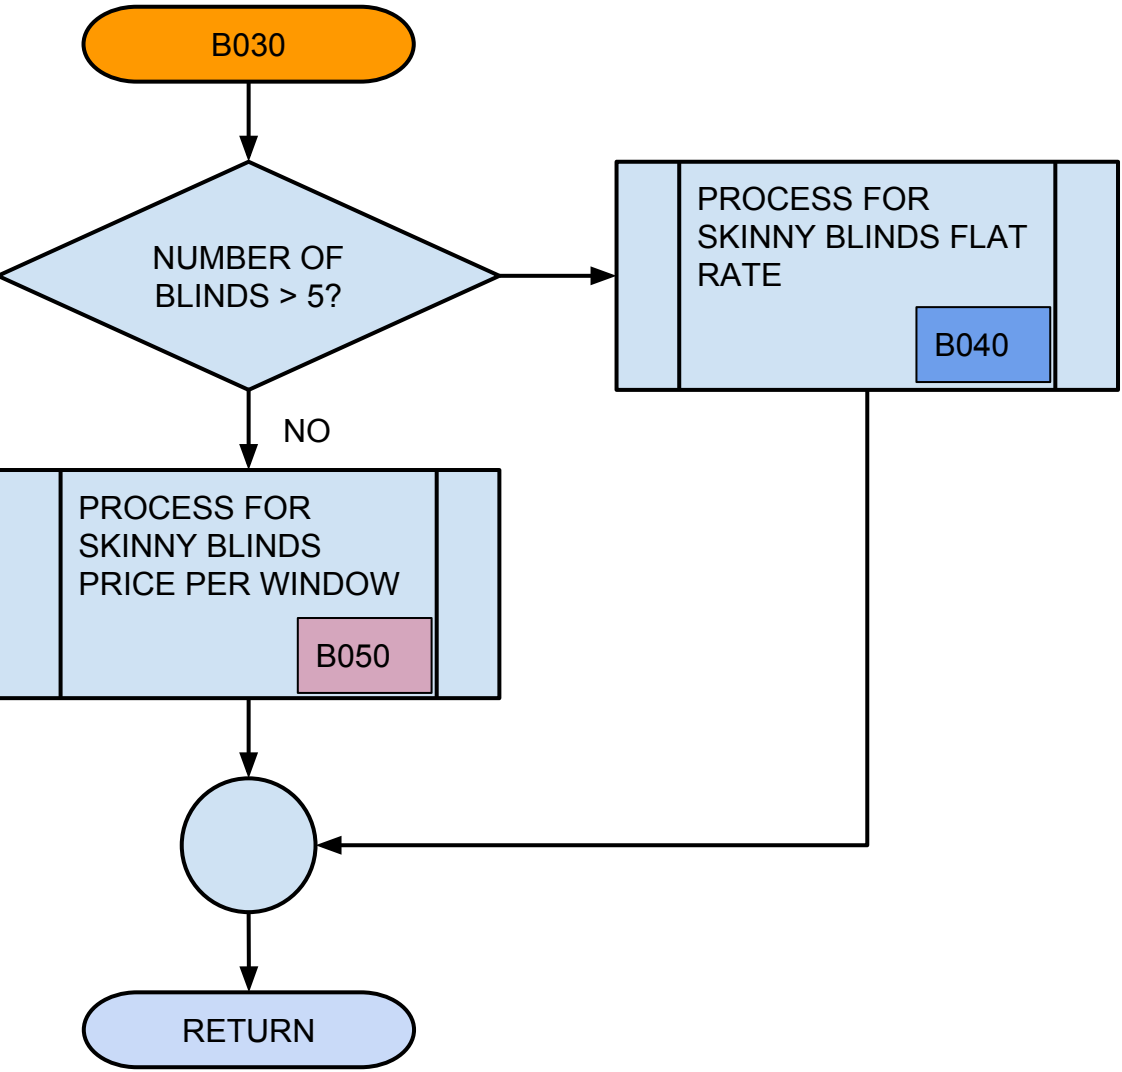 B030
NUMBER OF
BLINDS > 5?
PROCESS FOR
SKINNY BLINDS FLAT
RATE
B040
NO
PROCESS FOR
SKINNY BLINDS
PRICE PER WINDOW
B050
RETURN